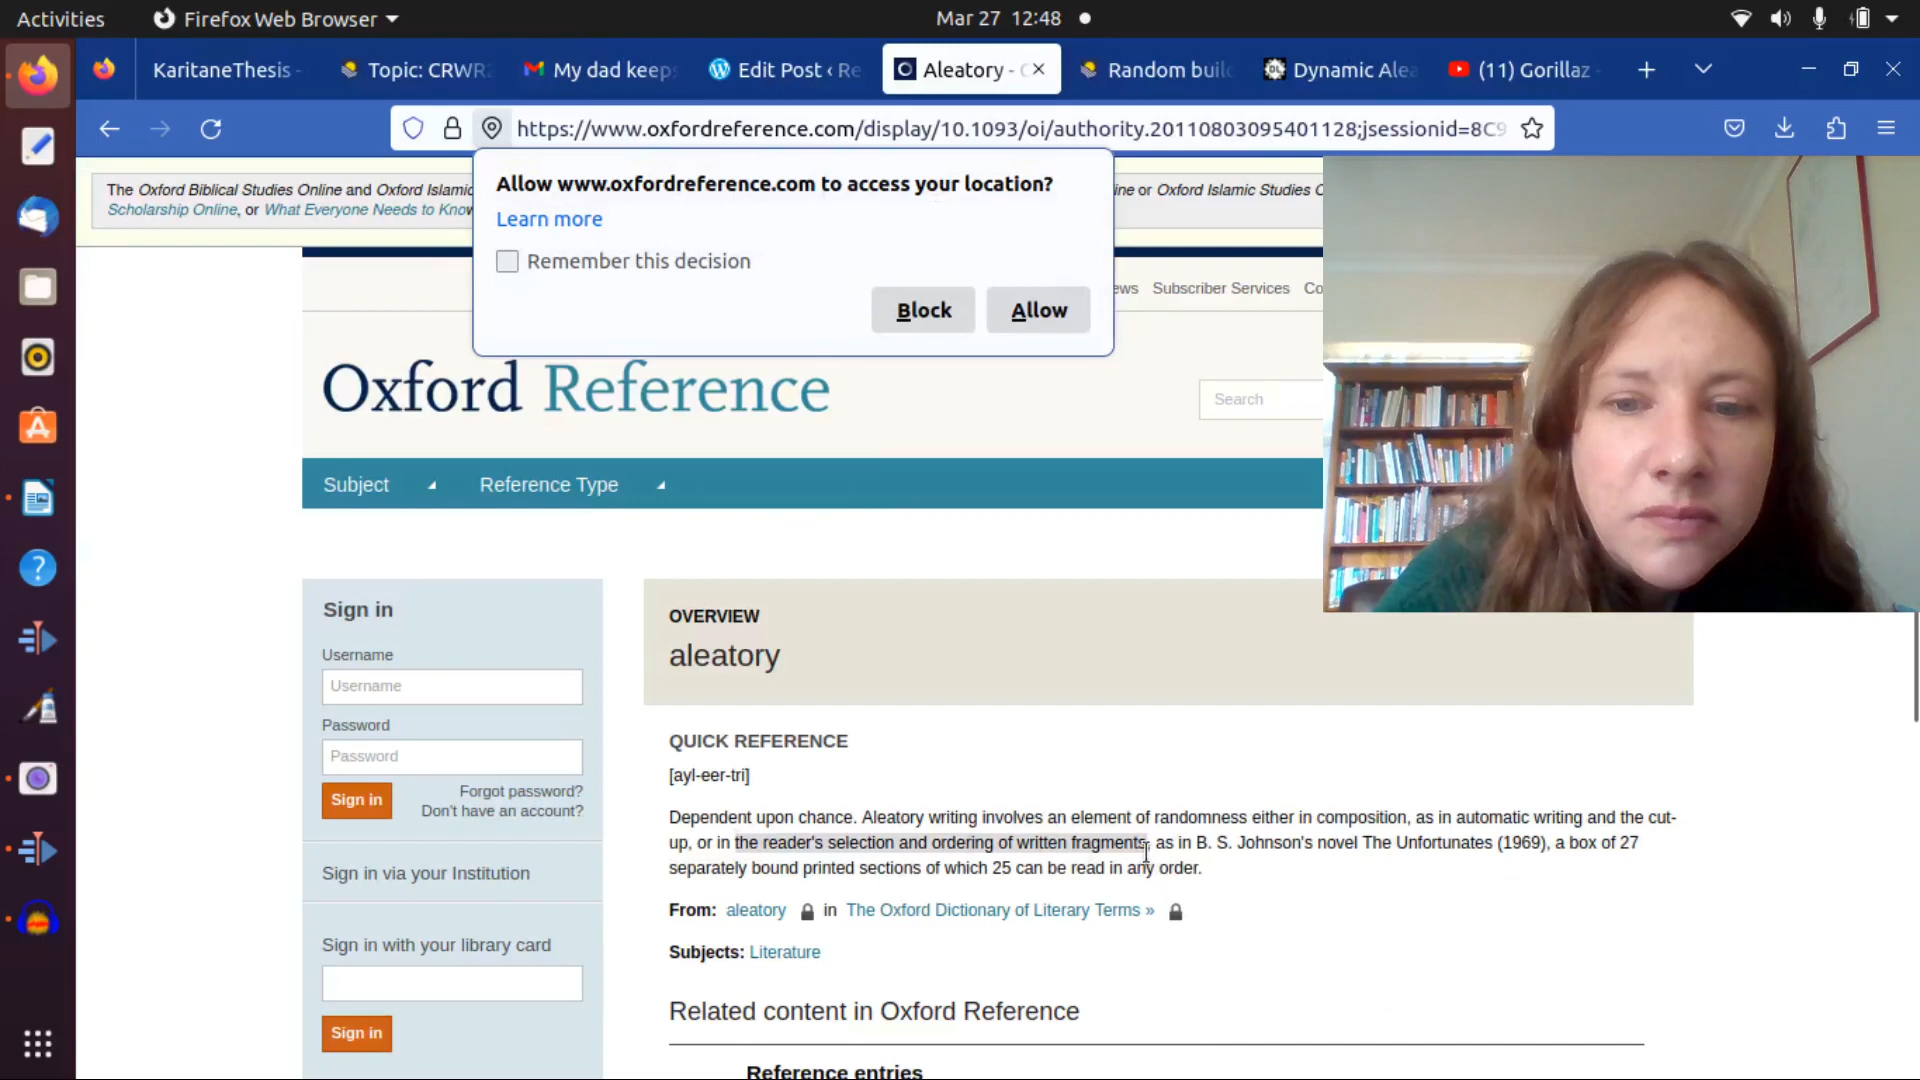 Activities
Firefox Web Browser
Mar 27 12:48
KaritaneThesis -
Topic: CRWR
My dad keeps
Edit Post ‹ Re
Aleatory -
Random buil
Dynamic Alea
(11) Gorillaz -
https://www.oxfordreference.com/display/10.1093/oi/authority.20110803095401128;jsessionid=8C9
Allow www.oxfordreference.com to access your location?
Learn more
Remember this decision
Block
Allow
The Oxford Biblical Studies Online and Oxford Islamic
ine or Oxford Islamic Studies O
Scholarship Online, or What Everyone Needs to Know
ews
Subscriber Services
Co
Oxford Reference
Search
Subject
Reference Type
Sign in
Username
Username
Password
Password
Sign in
Forgot password?
Don't have an account?
Sign in via your Institution
Sign in with your library card
Sign in
OVERVIEW
aleatory
QUICK REFERENCE
[ayl-eer-tri]
Dependent upon chance. Aleatory writing involves an element of randomness either in composition, as in automatic writing and the cut-
up, or in the reader's selection and ordering of written fragments, as in B. S. Johnson's novel The Unfortunates (1969), a box of 27
separately bound printed sections of which 25 can be read in any order.
From: aleatory in The Oxford Dictionary of Literary Terms »
Subjects: Literature
Related content in Oxford Reference
Reference entries